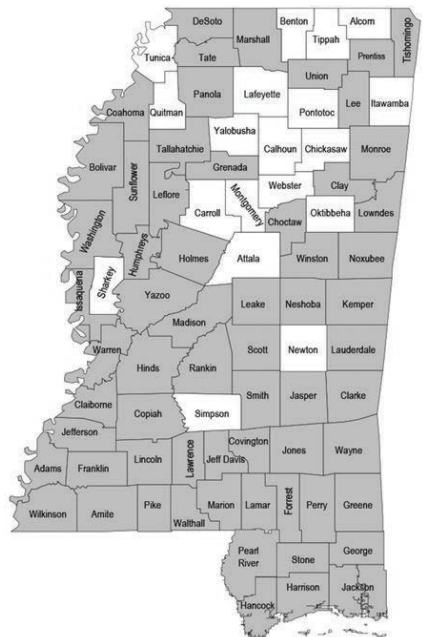 DeSoto
Marshall
Benton
Tippah
Alcorn
Tishomingo
Tunica
Tate
Prentiss
Union
Panola
Lafeyette
Coahoma
Quitman
Pontotoc
Lee
Itawamba
Yalobusha
Tallahatchie
Calhoun
Chickasaw
Monroe
Bolivar
Sunflower
Grenada
Leflore
Webster
Clay
Carroll
Montgomery
Oktibbeha
Lowndes
Choctaw
Washington
Humphreys
Holmes
Attala
Winston
Noxubee
Issaquena
Sharkey
Yazoo
Leake
Neshoba
Kemper
Madison
Warren
Hinds
Rankin
Scott
Newton
Lauderdale
Claiborne
Copiah
Simpson
Smith
Jasper
Clarke
Jefferson
Lawrence
Jeff Davis
Covington
Jones
Wayne
Adams
Franklin
Lincoln
Wilkinson
Amite
Pike
Walthall
Marion
Lamar
Forrest
Perry
Greene
Pearl
River
Stone
George
Hancock
Harrison
Jackson